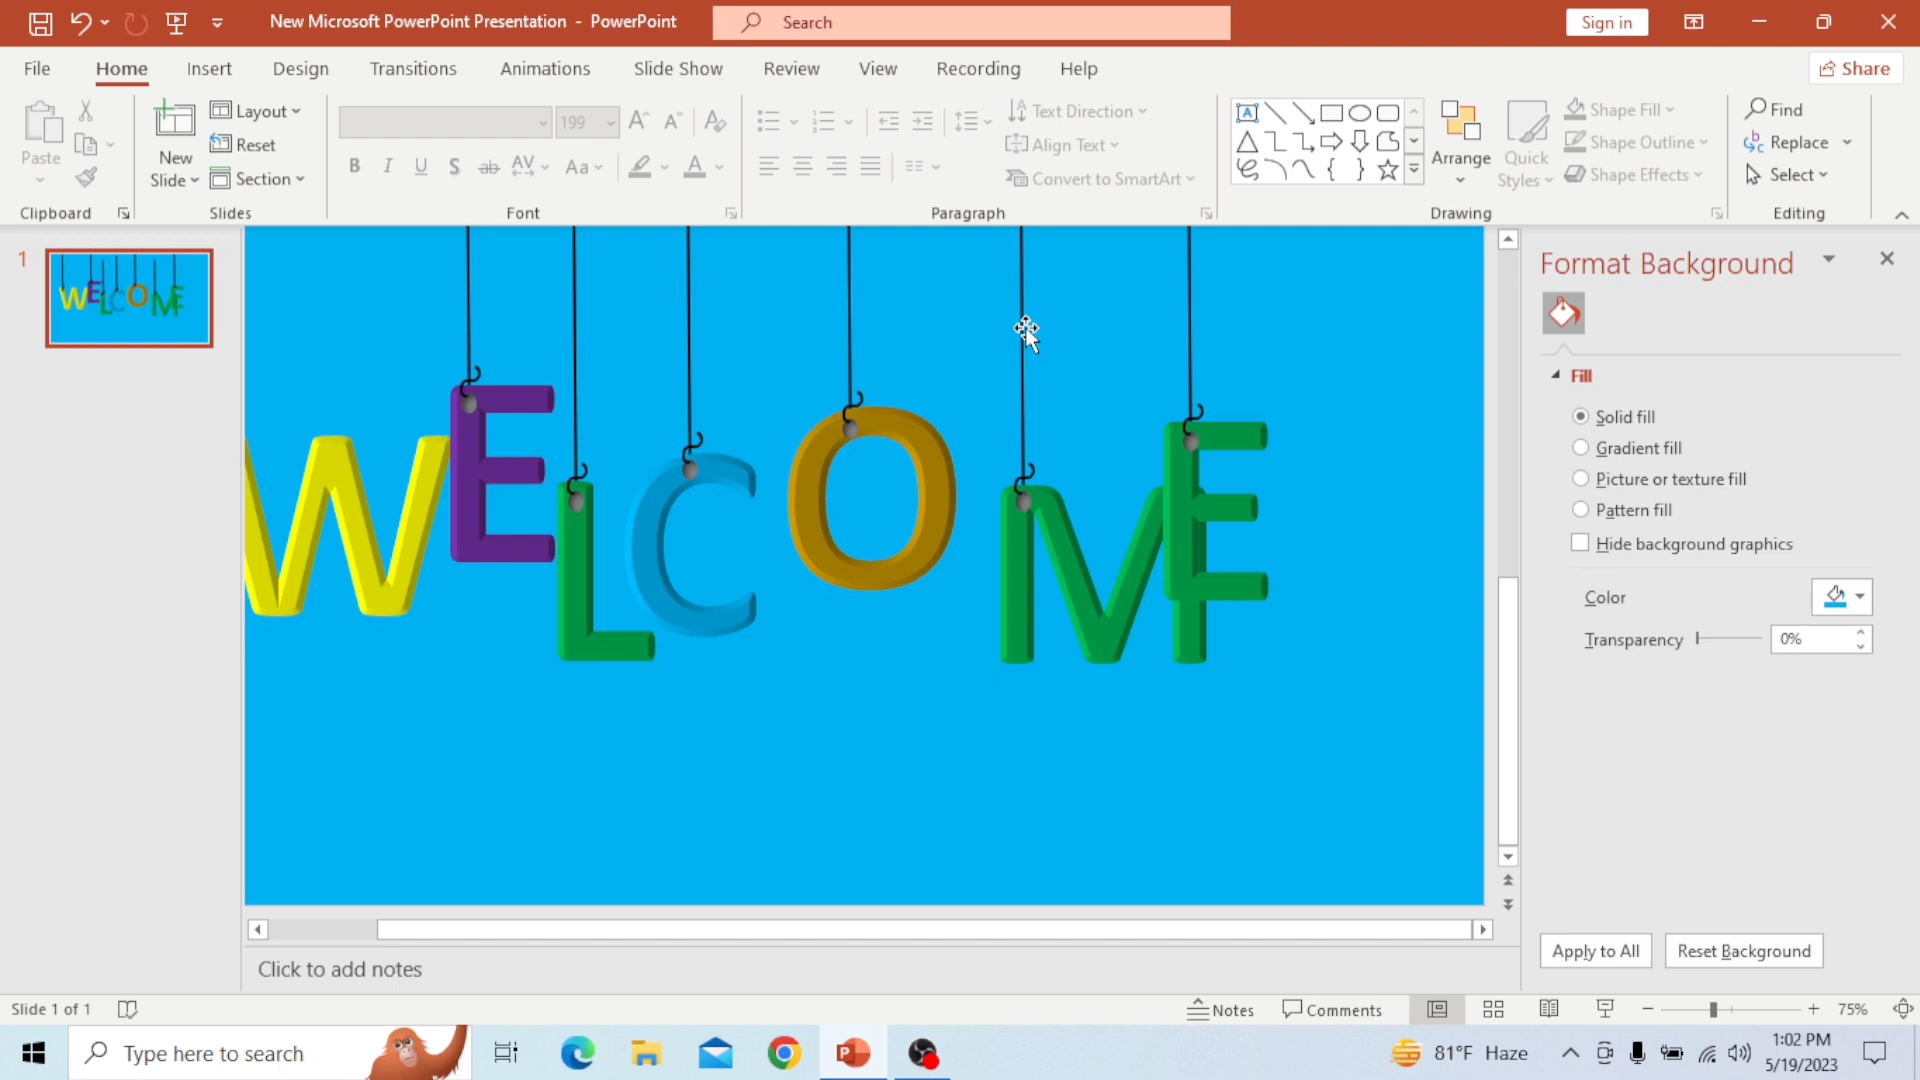 New Microsoft PowerPoint Presentation - PowerPoint
Search
Sign in
File Home Insert Design Transitions Animations Slide Show Review View Recording Help
Share
Paste
New Slide
Layout
Reset
Section
199
B I U S ab AV Aa A
Text Direction
Align Text
Convert to SmartArt
Arrange
Quick Styles
Shape Fill
Shape Outline
Shape Effects
Find
Replace
Select
Clipboard Slides Font Paragraph Drawing Editing
1
WELCOME
WELCOME
Format Background
Fill
Solid fill
Gradient fill
Picture or texture fill
Pattern fill
Hide background graphics
Color
Transparency 0%
Apply to All Reset Background
Click to add notes
Slide 1 of 1
Notes Comments 75%
Type here to search
81°F Haze
1:02 PM
5/19/2023